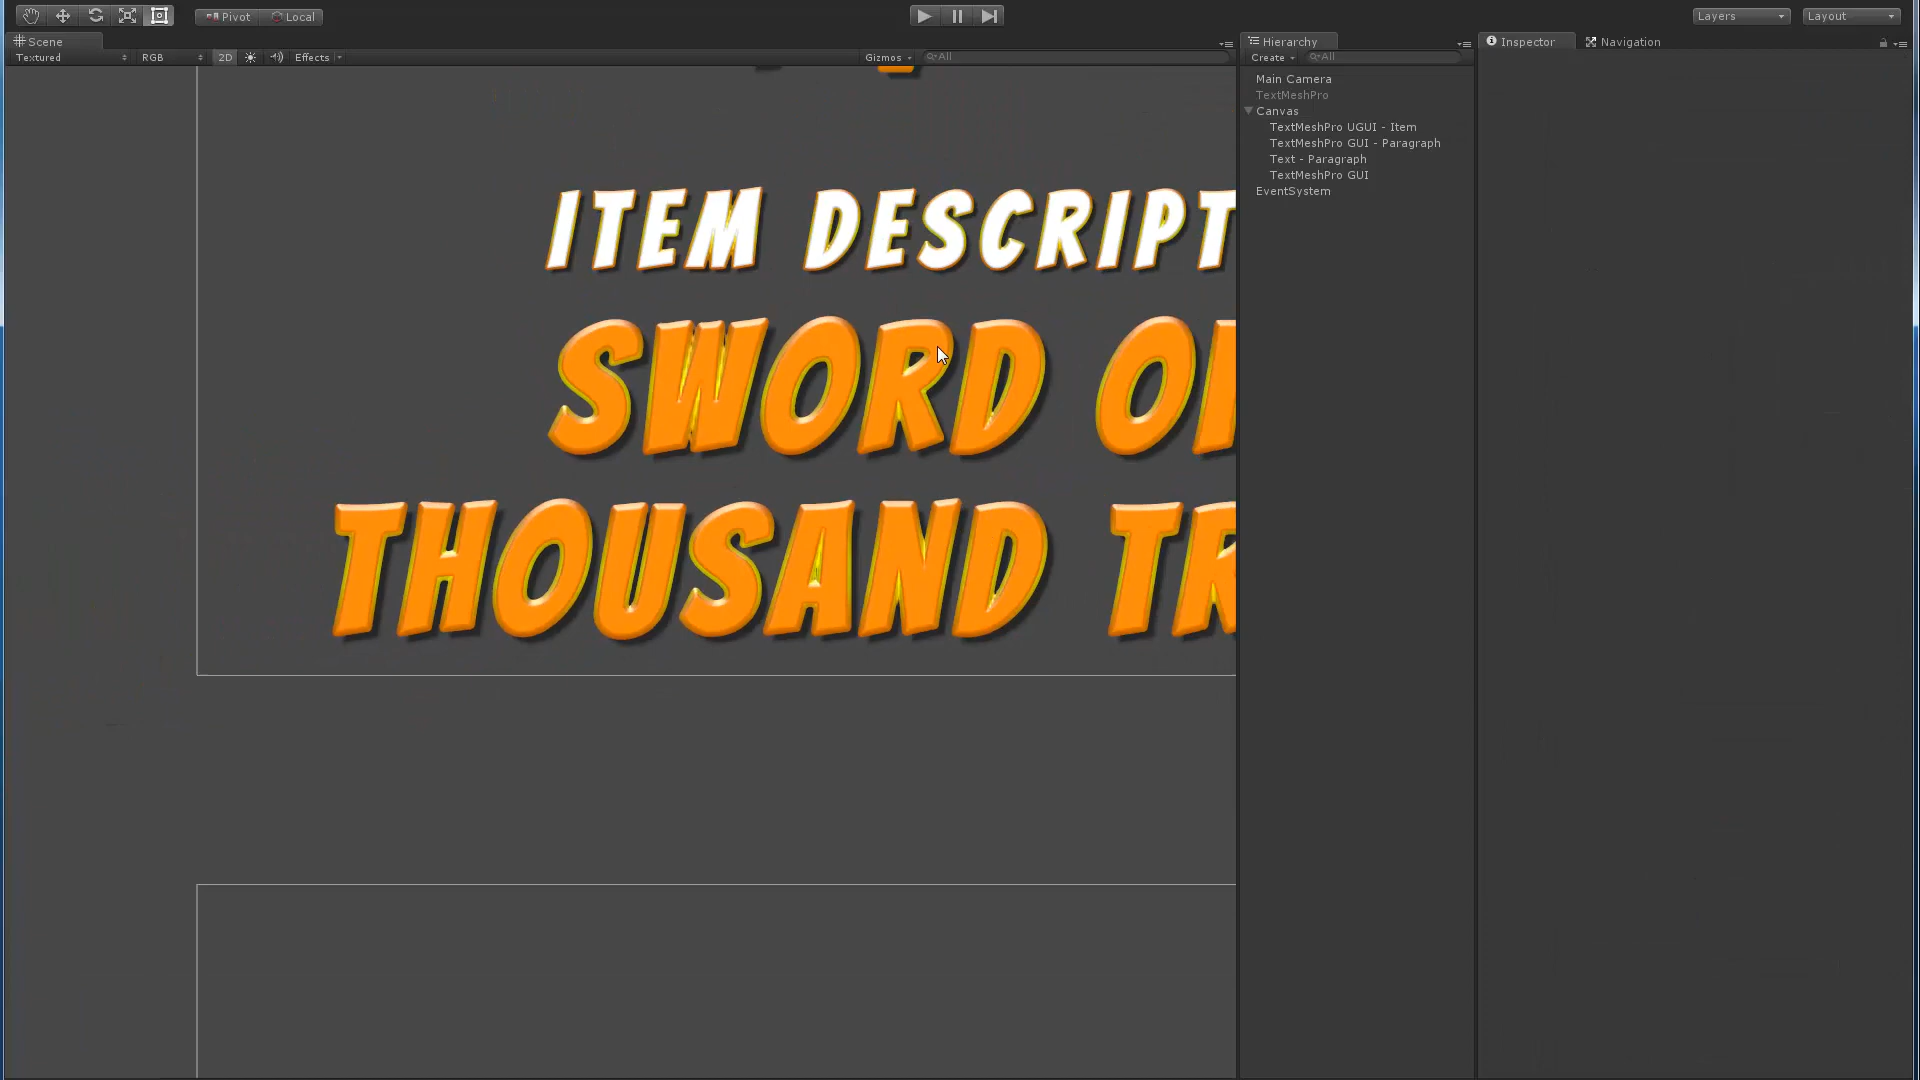 Pivot Local Layers Layout
Scene Hierarchy Inspector Navigation
Textured RGB 2D Effects Gizmos All Create All
Main Camera
TextMeshPro
Canvas
TextMeshPro UGUI - Item
TextMeshPro GUI - Paragraph
Text - Paragraph
TextMeshPro GUI
EventSystem
ITEM DESCRIPT
SWORD O
THOUSAND TR